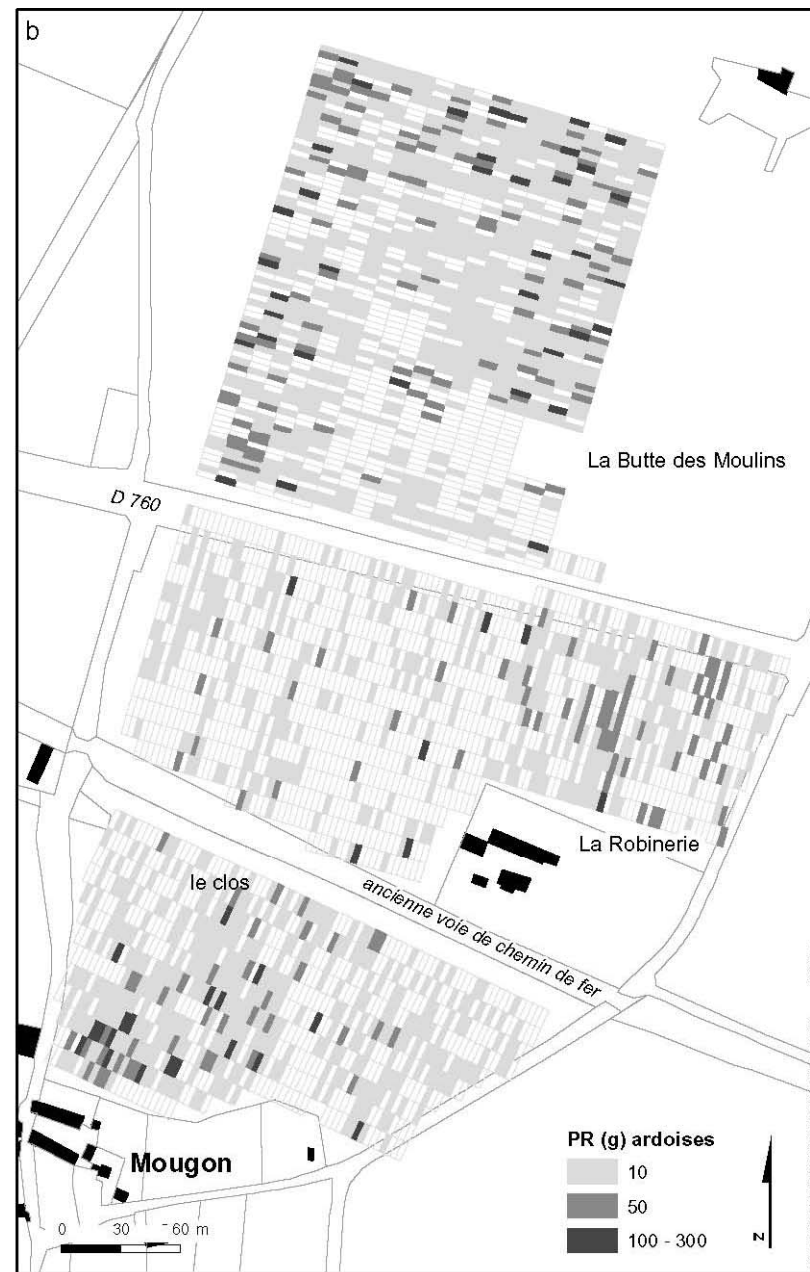 b
La Butte des Moulins
D 760
La Robinerie
le clos
ancienne voie de chemin de fer
Mougon
0 30 60 m
PR (g) ardoises
10
50
100 - 300
N